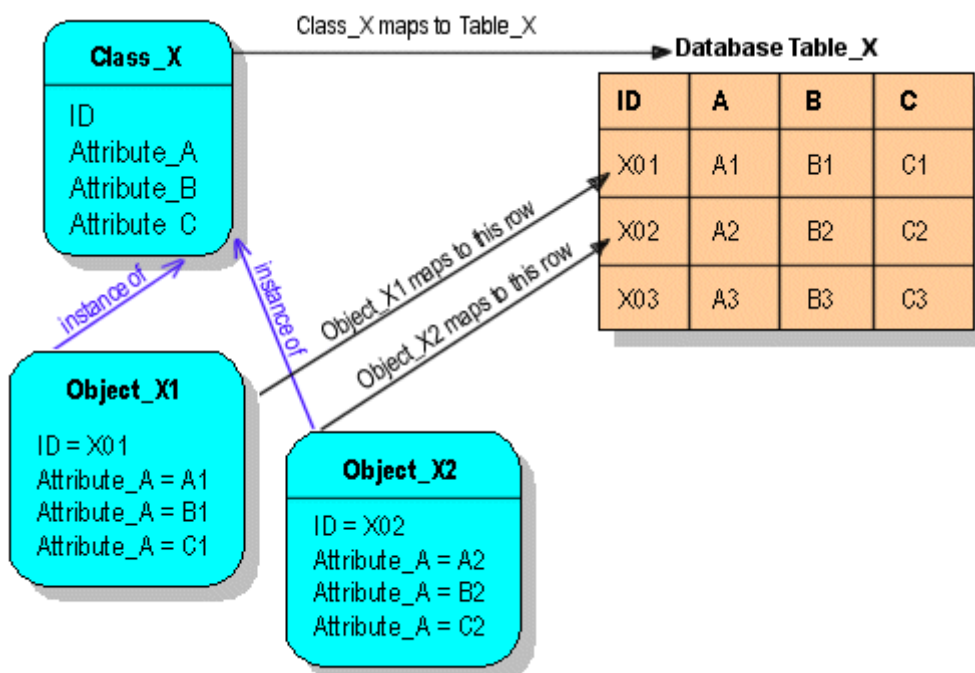 Class_X maps to Table_X
Class_X
ID
Attribute_A
Attribute_B
Attribute C
Database Table_X
ID A B C
X01 A1 B1 C1
X02 A2 B2 C2
X03 A3 B3 C3
instance of
instance of
Object_X1 maps to this row
Object_X2 maps to this row
Object_X1
ID = X01
Attribute_A = A1
Attribute_A = B1
Attribute_A = C1
Object_X2
ID = X02
Attribute_A = A2
Attribute_A = B2
Attribute_A = C2